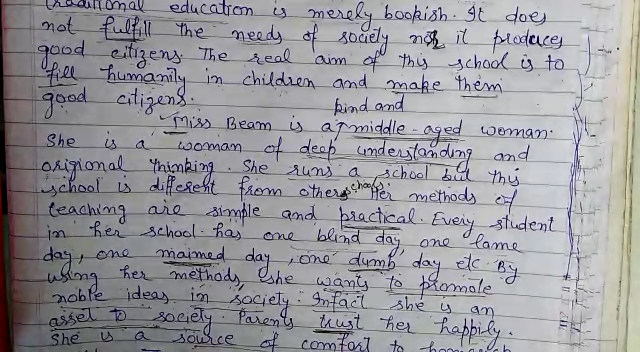 traditional education is merely bookish. It does
not fulfill the needs of society nor it produces
good citizens The real aim of this school is to
fill humanity in children and make them
good citizens.
kind and
Miss Beam is a middle-aged woman.
She is a woman of deep understanding and
origional thinking. She runs a school but this
school is different from other schools Her methods of
teaching are simple and practical. Every student
in her school has one blind day, one lame
day, one maimed day, one dumb day etc. By
using her methods, she wants to promote
noble ideas in society. Infact she is an
asset to society. Parents trust her happily.
She is a source of comfort to